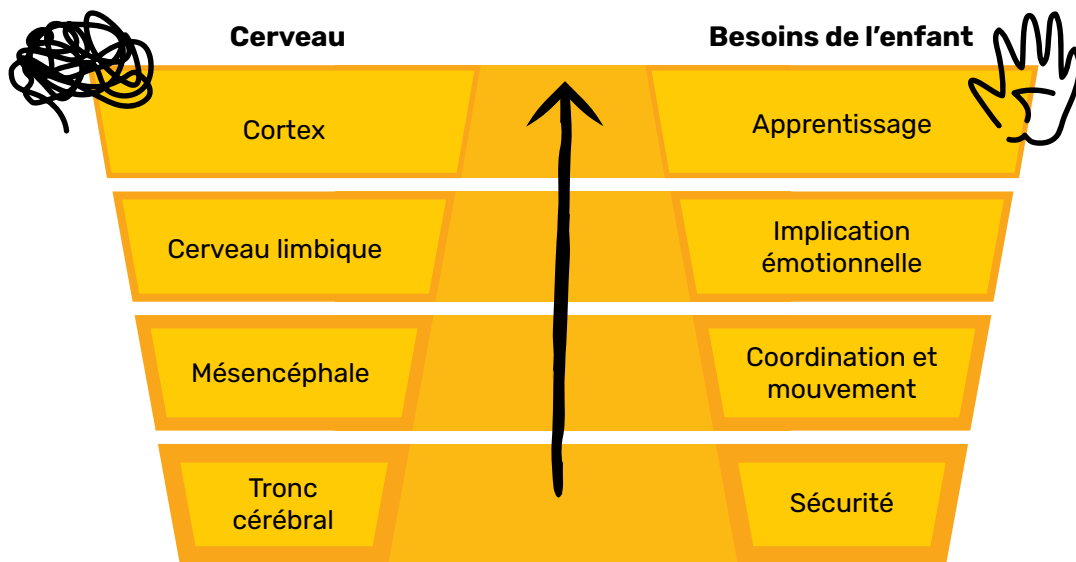 Cerveau
Besoins de l'enfant
Cortex
Apprentissage
Cerveau limbique
Implication
émotionnelle
Mésencéphale
Coordination et
mouvement
Tronc
cérébral
Sécurité